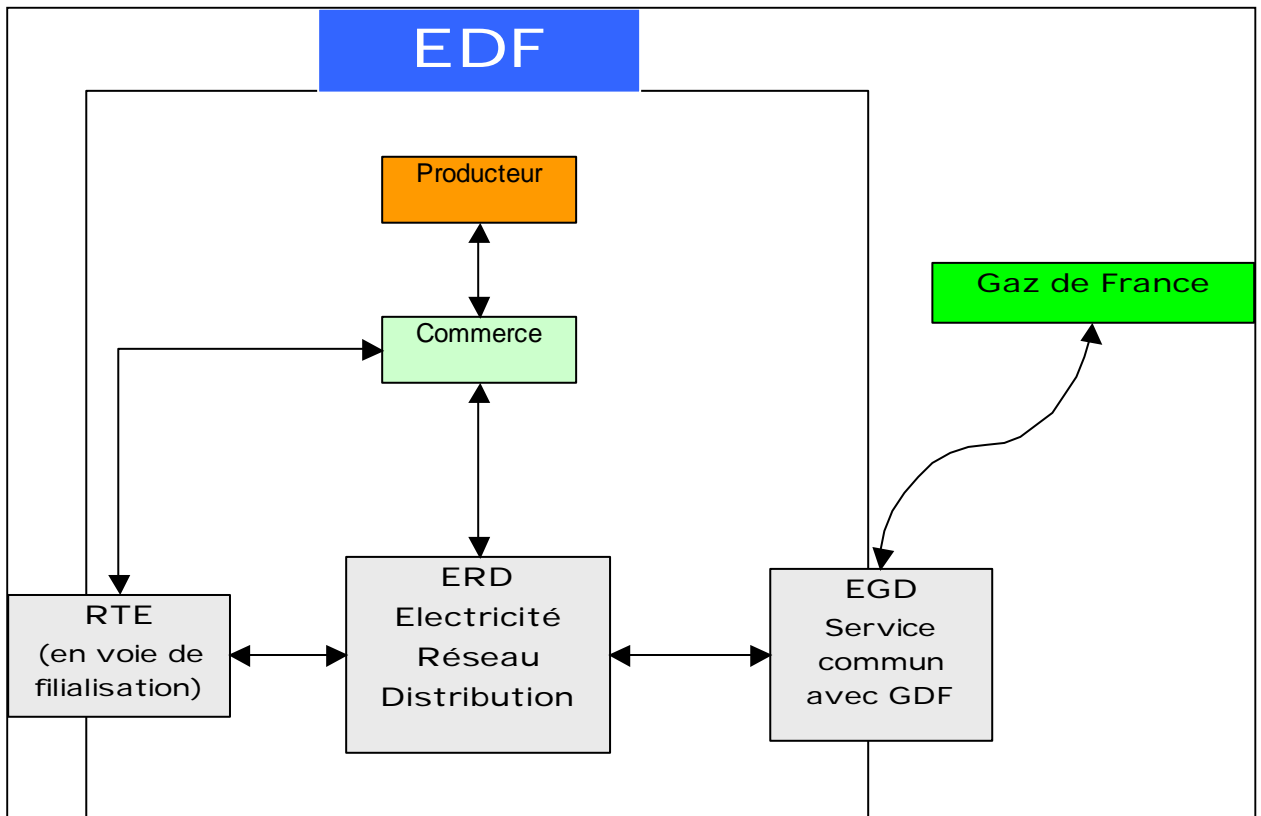 EDF
Producteur
Gaz de France
Commerce
RTE
(en voie de
filialisation)
ERD
Electricité
Réseau
Distribution
EGD
Service
commun
avec GDF